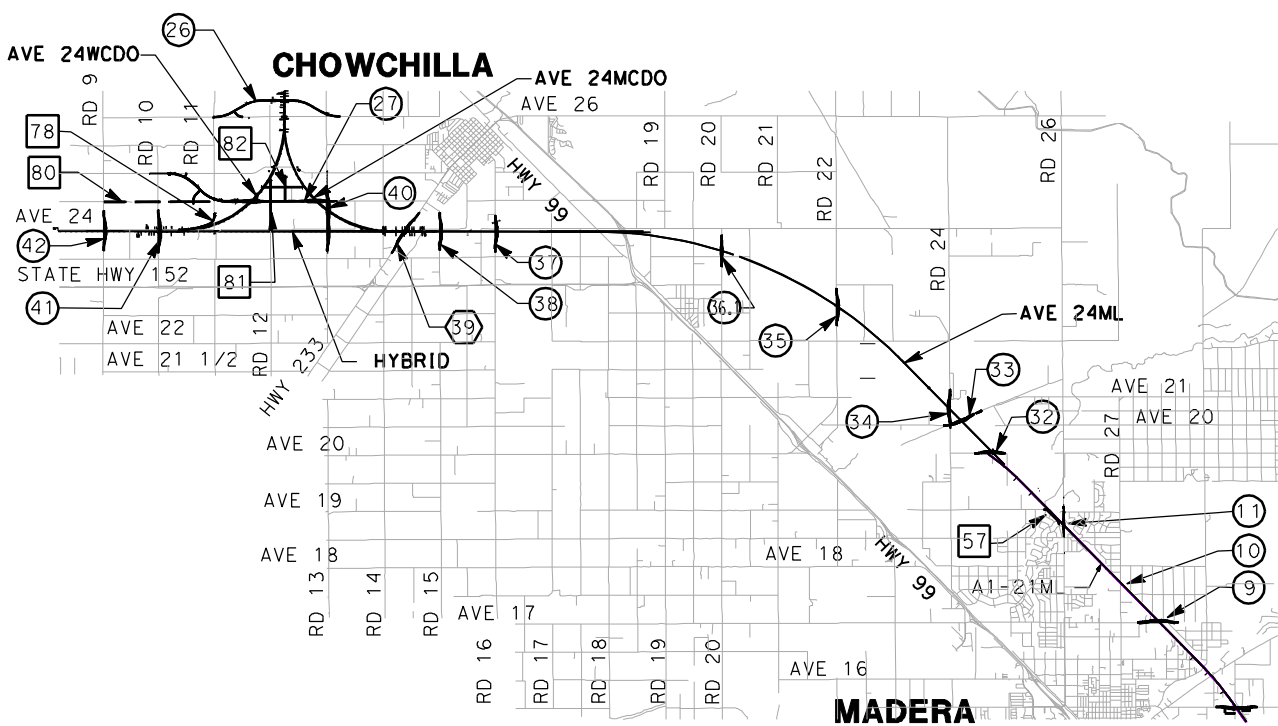 26
CHOWCHILLA
AVE 24WCDO
AVE 24MCDO
RD 9
RD 10
RD 11
27
AVE 26
78
82
RD 19
RD 20
RD 21
RD 22
RD 26
80
HWY 99
40
AVE 24
42
STATE HWY 152
41
81
37
38
39
36.1
35
RD 24
AVE 24ML
AVE 22
AVE 21 1/2
RD 12
HWY 233
HYBRID
33
34
32
AVE 21
AVE 20
RD 27
AVE 20
AVE 19
AVE 18
57
11
10
9
AVE 18
HWY 99
A1-21M
RD 13
RD 14
RD 15
AVE 17
RD 16
RD 17
RD 18
RD 19
RD 20
AVE 16
MADERA